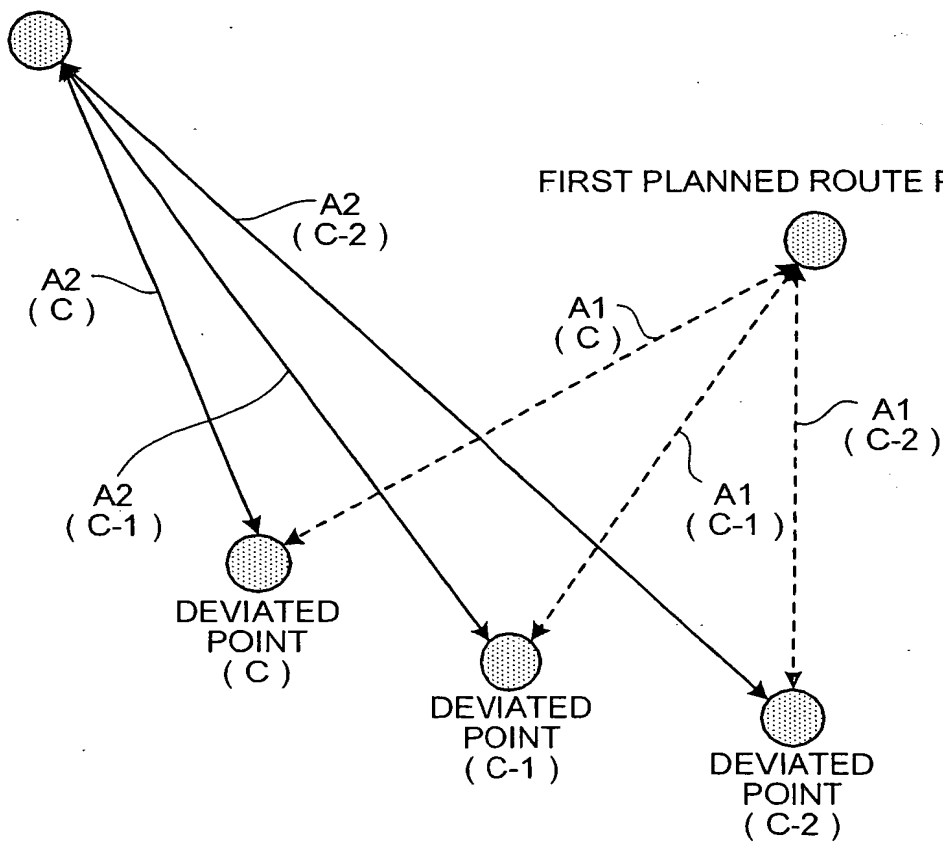 FIRST PLANNED ROUTE
A2
( C-2 )
A2
( C )
A1
( C )
A1
( C-2 )
A2
( C-1 )
A1
( C-1 )
DEVIATED
POINT
( C )
DEVIATED
POINT
( C-1 )
DEVIATED
POINT
( C-2 )